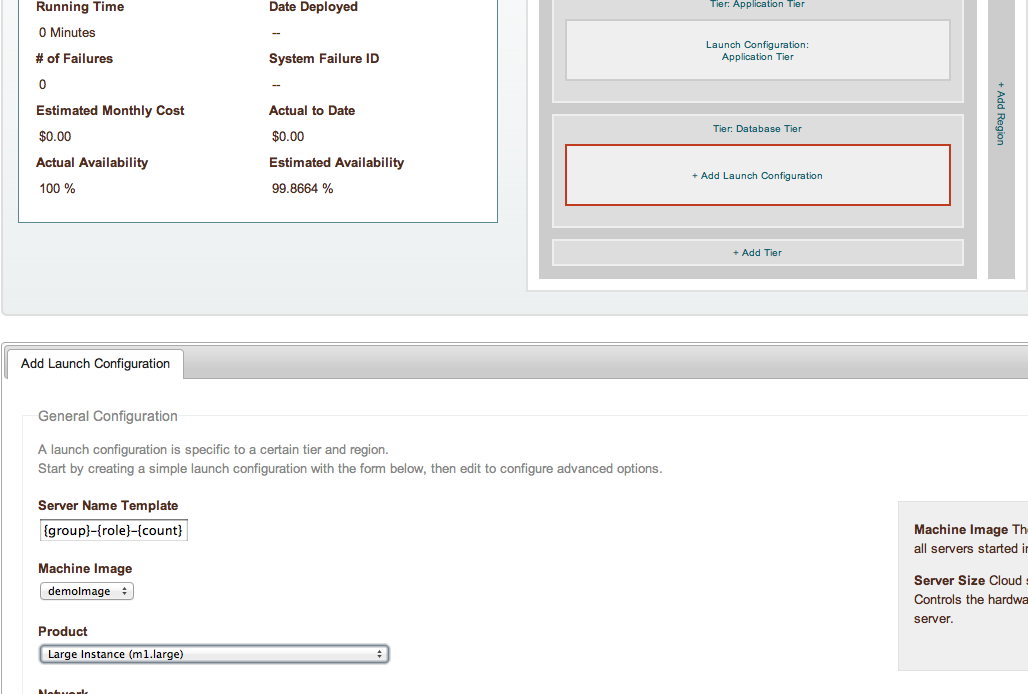 Running Time
Date Deployed
0 Minutes
--
# of Failures
System Failure ID
0
--
Estimated Monthly Cost
Actual to Date
$0.00
$0.00
Actual Availability
Estimated Availability
100 %
99.8664 %
Tier: Application Tier
Launch Configuration:
Application Tier
Tier: Database Tier
+ Add Launch Configuration
+ Add Tier
+ Add Region
Add Launch Configuration
General Configuration
A launch configuration is specific to a certain tier and region.
Start by creating a simple launch configuration with the form below, then edit to configure advanced options.
Server Name Template
{group}-{role}-{count}
Machine Image
demoImage
Product
Large Instance (m1.large)
Network
Machine Image Th
all servers started i
Server Size Cloud
Controls the hardwa
server.